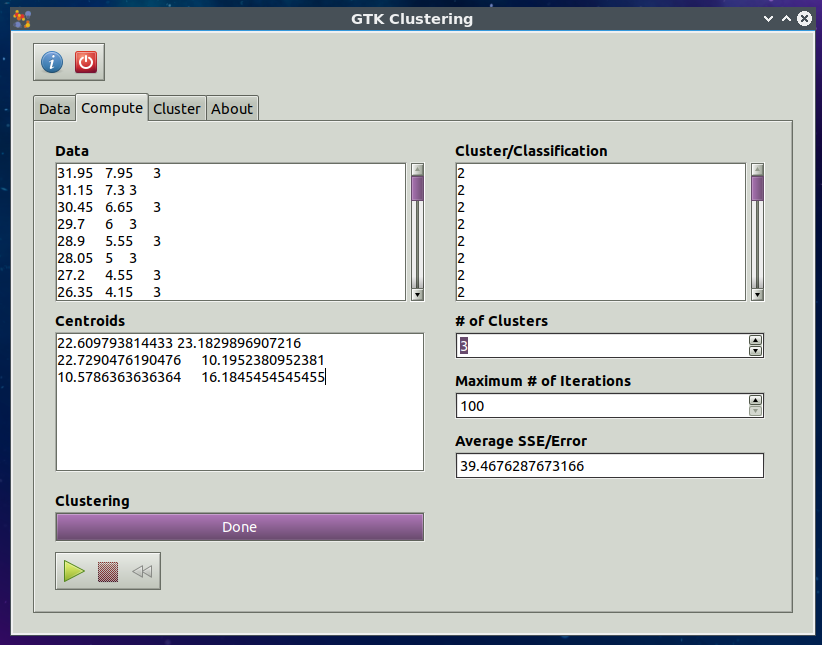 GTK Clustering
Data Compute Cluster About
Data
31.95 7.95 3
31.15 7.3 3
30.45 6.65 3
29.7 6 3
28.9 5.55 3
28.05 5 3
27.2 4.55 3
26.35 4.15 3
Cluster/Classification
2
2
2
2
2
2
2
2
Centroids
22.609793814433 23.1829896907216
22.7290476190476 10.1952380952381
10.5786363636364 16.1845454545455
# of Clusters
3
Maximum # of Iterations
100
Average SSE/Error
39.4676287673166
Clustering
Done